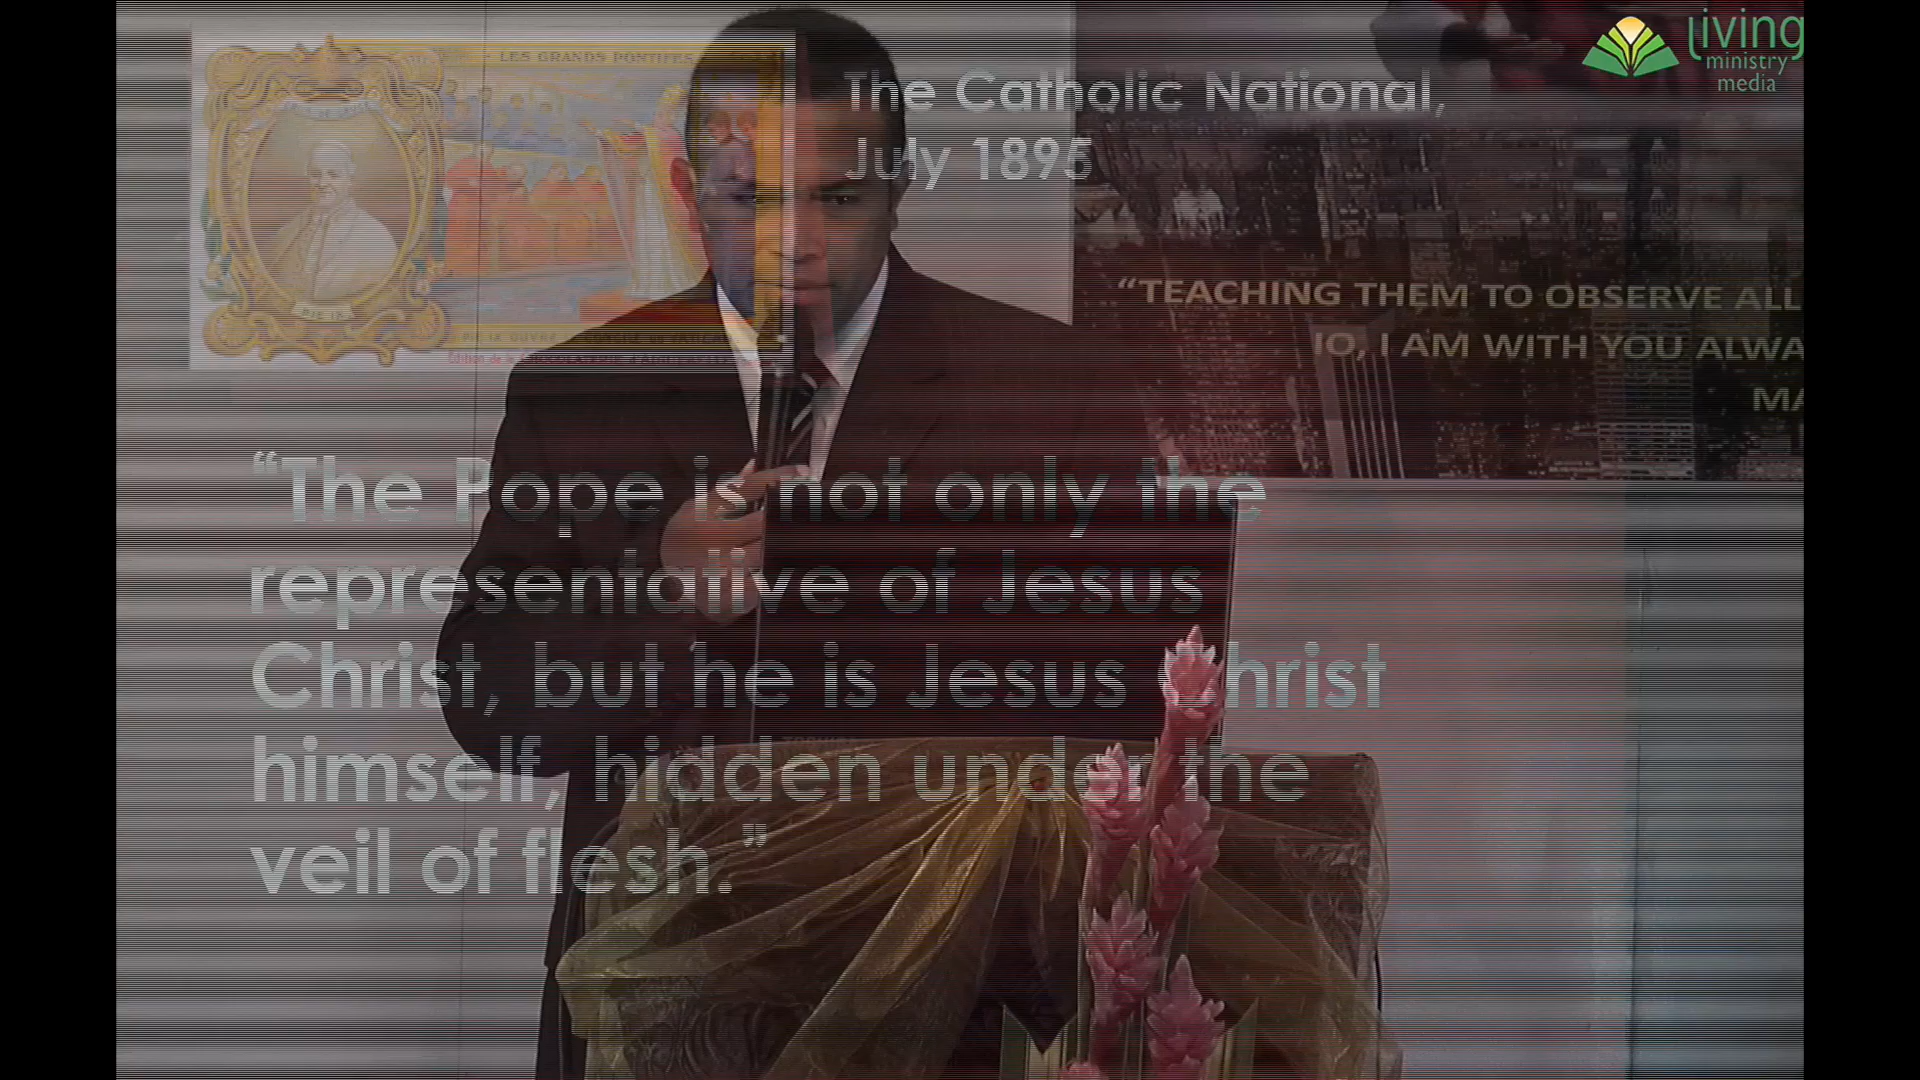 Living
ministry
media
LES GRANDS PONTIFES
The Catholic National,
July 1895
PIE IX
“TEACHING THEM TO OBSERVE ALL
lO, I AM WITH YOU ALWA
MA
“The Pope is not only the
representative of Jesus
Christ, but he is Jesus Christ
himself, hidden under the
veil of flesh.”